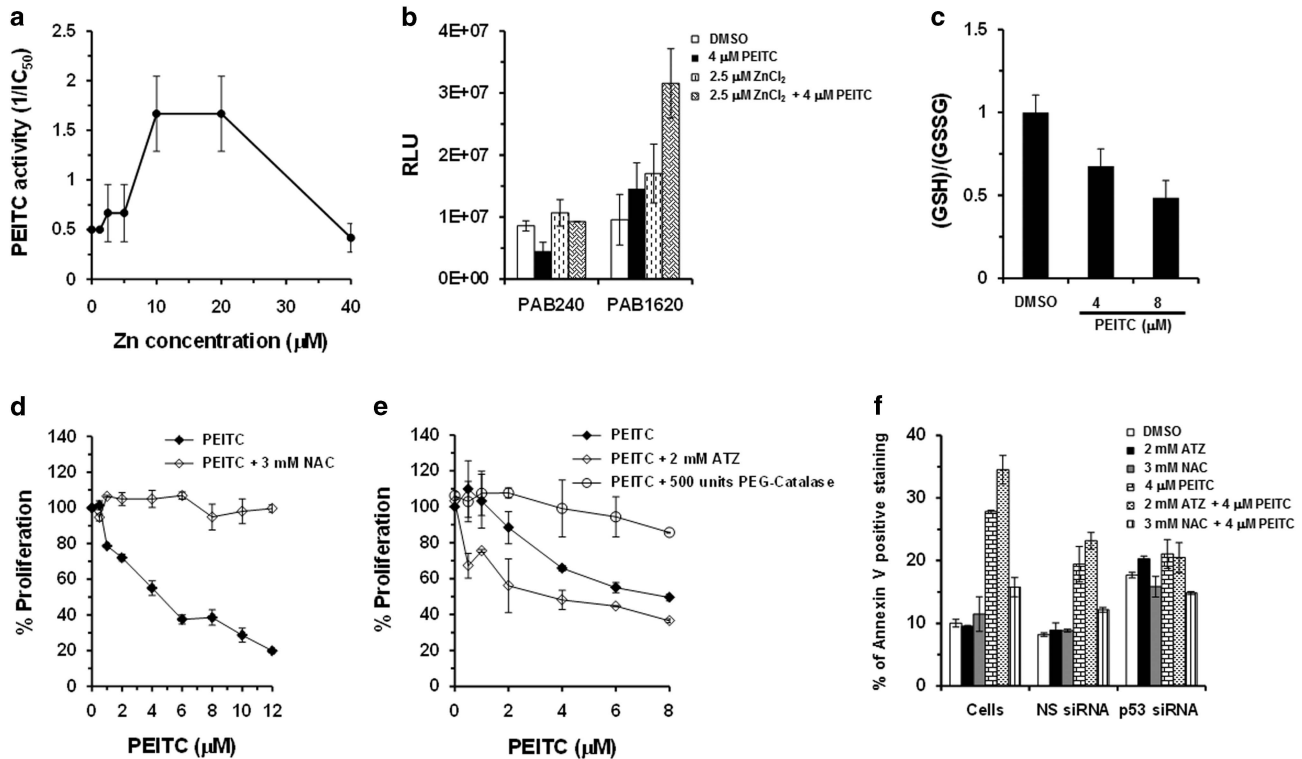 a
PEITC activity (1/IC50)
2.5
2
1.5
1
0.5
0
0 10 20 30 40
Zn concentration (µM)
b
RLU
4E+07
3E+07
2E+07
1E+07
0E+00
PAB240 PAB1620
DMSO
4 µM PEITC
2.5 µM ZnCl2
2.5 µM ZnCl2 + 4 µM PEITC
c
(GSH)/(GSSG)
1.5
1
0.5
0
DMSO 4 8
PEITC (µM)
d
% Proliferation
140
120
100
80
60
40
20
0
0 2 4 6 8 10 12
PEITC (µM)
PEITC
PEITC + 3 mM NAC
e
% Proliferation
140
120
100
80
60
40
20
0
0 2 4 6 8
PEITC (µM)
PEITC
PEITC + 2 mM ATZ
PEITC + 500 units PEG-Catalase
f
% of Annexin V positive staining
40
30
20
10
0
Cells NS siRNA p53 siRNA
DMSO
2 mM ATZ
3 mM NAC
4 µM PEITC
2 mM ATZ + 4 µM PEITC
3 mM NAC + 4 µM PEITC